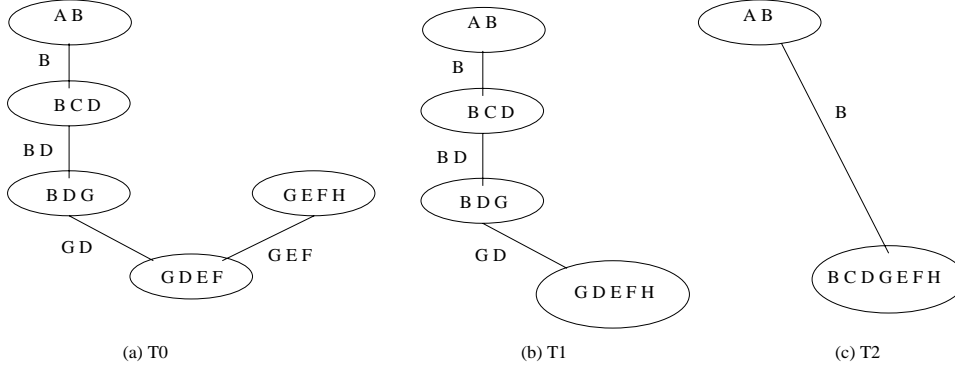 A B
B
B C D
B D
B D G
G E F H
G D
G E F
G D E F
(a) T0
A B
B
B C D
B D
B D G
G D
G D E F H
(b) T1
A B
B
B C D G E F H
(c) T2